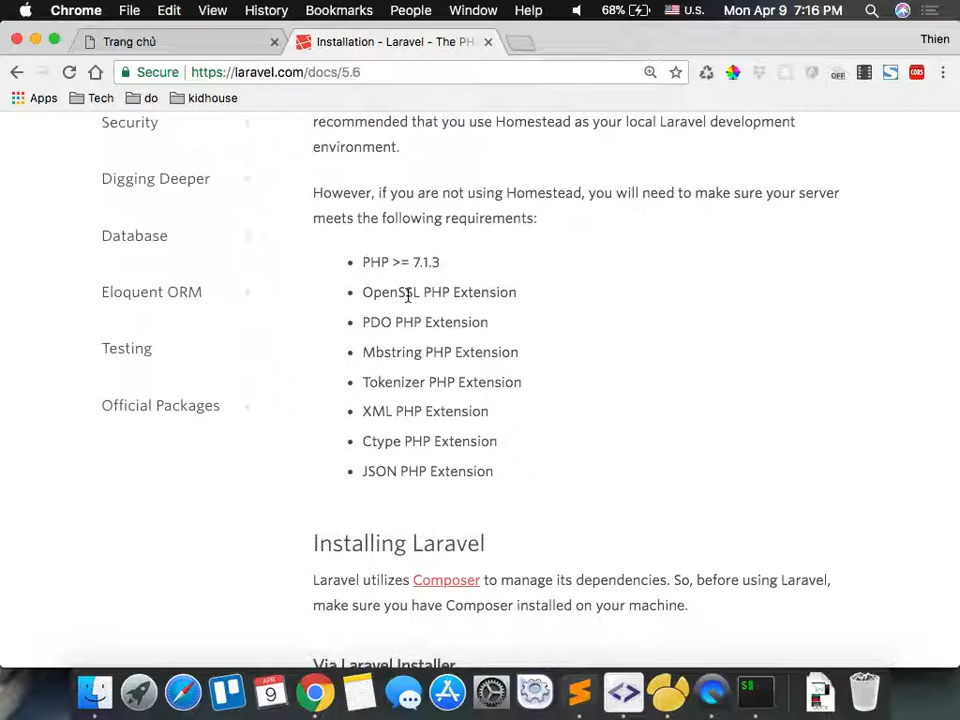 Chrome File Edit View History Bookmarks People Window Help 68% U.S. Mon Apr 9 7:16 PM
Trang chủ
Installation - Laravel - The PH
Thien
Secure https://laravel.com/docs/5.6
OFF
CORS
Apps Tech do kidhouse
Security
Digging Deeper
Database
Eloquent ORM
Testing
Official Packages
recommended that you use Homestead as your local Laravel development
environment.
However, if you are not using Homestead, you will need to make sure your server
meets the following requirements:
• PHP >= 7.1.3
• OpenSSL PHP Extension
• PDO PHP Extension
• Mbstring PHP Extension
• Tokenizer PHP Extension
• XML PHP Extension
• Ctype PHP Extension
• JSON PHP Extension
Installing Laravel
Laravel utilizes Composer to manage its dependencies. So, before using Laravel,
make sure you have Composer installed on your machine.
Via Laravel Installer
APR
9